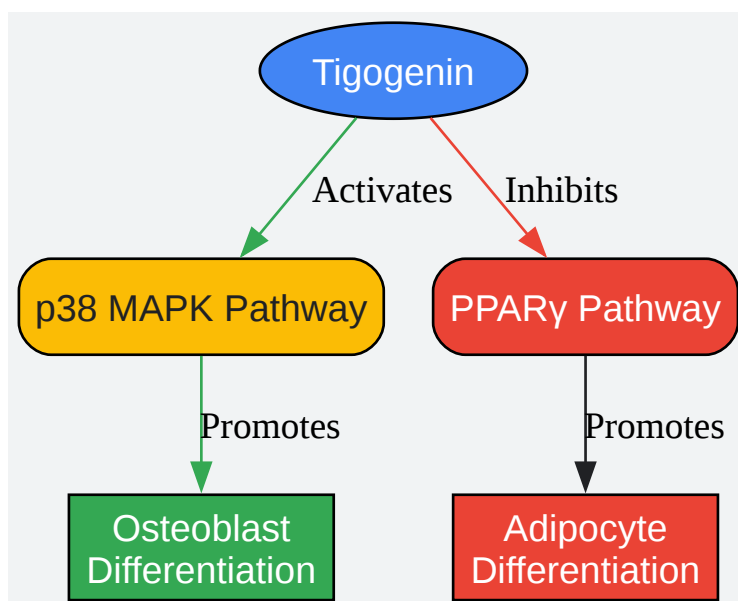 Tigogenin
Activates
Inhibits
p38 MAPK Pathway
PPARγ Pathway
Promotes
Promotes
Osteoblast
Differentiation
Adipocyte
Differentiation